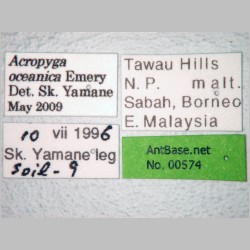 Acropyga
oceanica Emery
Det. Sk. Yamane
May 2009
Tawau Hills
N. P. malt.
Sabah, Borneo
E. Malaysia
10 vii 1996
Sk. Yamane leg
Soil-9
AntBase.net
No. 00574